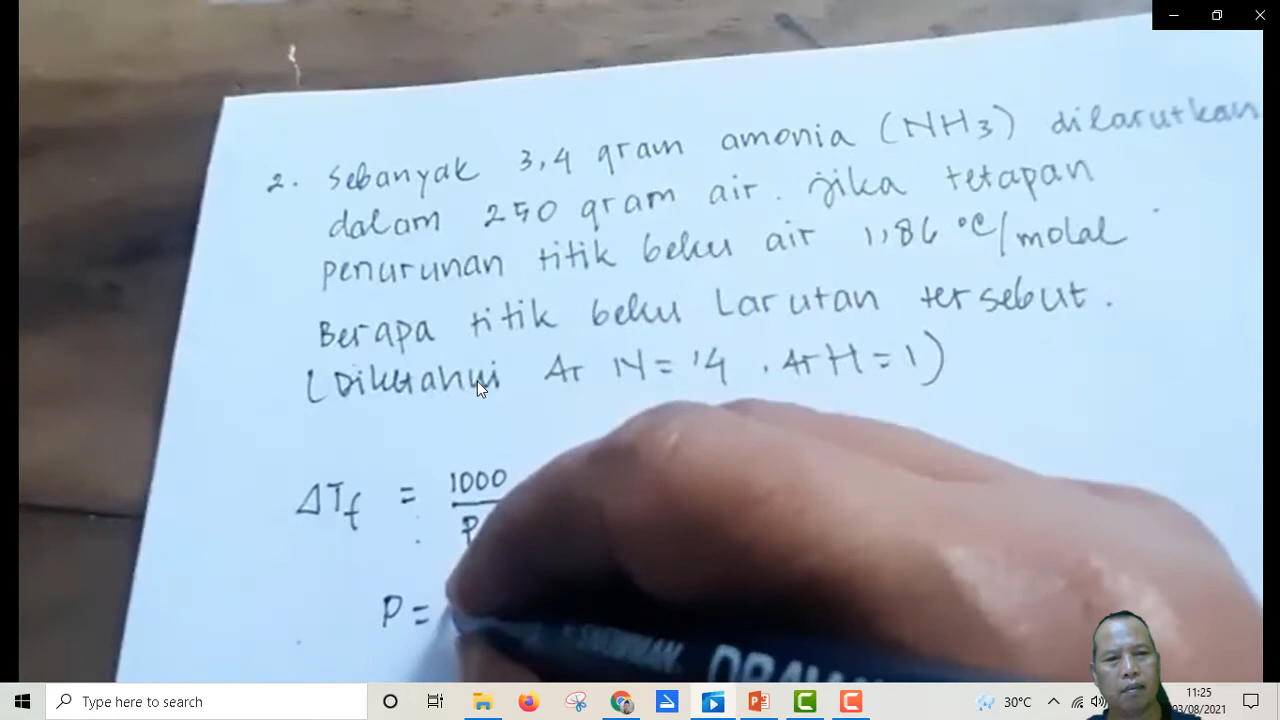 2. Sebanyak 3,4 gram amonia (NH3) dilarutkan
dalam 250 gram air. jika tetapan
penurunan titik beku air 1,86 °C/molal
Berapa titik beku larutan tersebut.
(Diketahui Ar N = 14 . Ar H = 1)
ΔTf = 1000
P
P =
Type here to search
30°C
11:25
03/08/2021